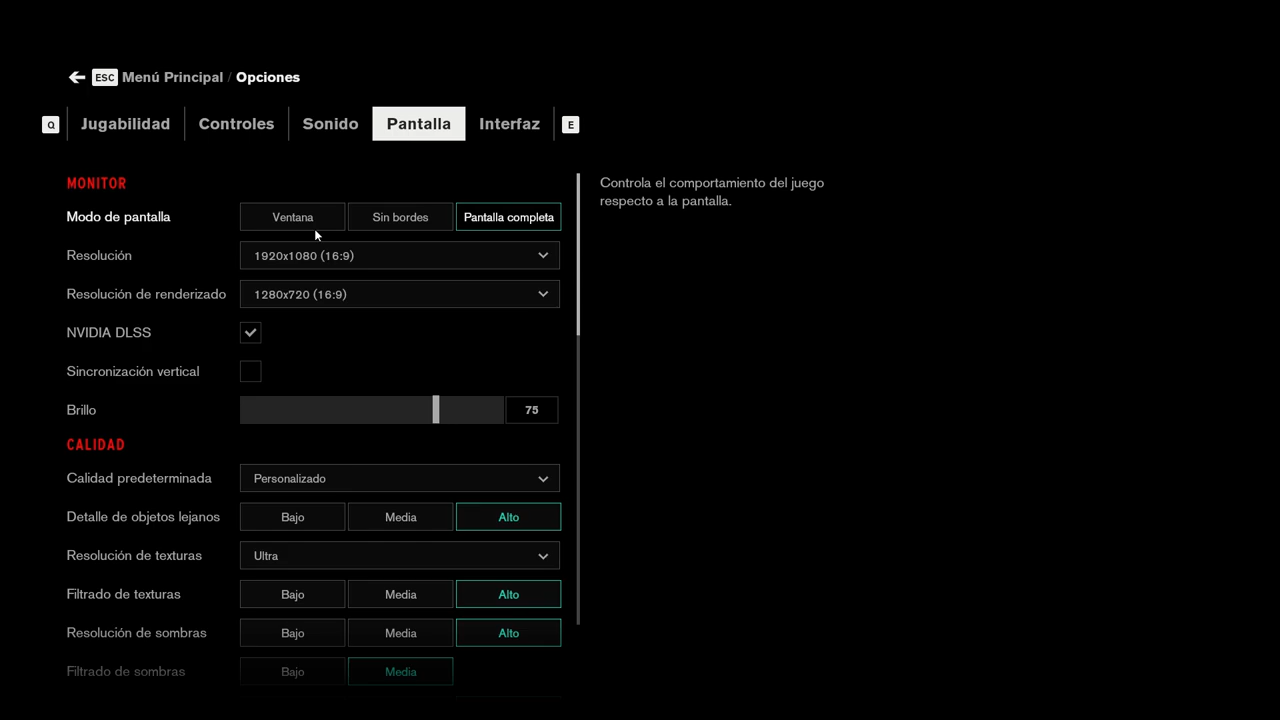 ESC Menú Principal / Opciones
Q Jugabilidad Controles Sonido Pantalla Interfaz E
MONITOR
Controla el comportamiento del juego
respecto a la pantalla.
Modo de pantalla Ventana Sin bordes Pantalla completa
Resolución 1920x1080 (16:9)
Resolución de renderizado 1280x720 (16:9)
NVIDIA DLSS
Sincronización vertical
Brillo 75
CALIDAD
Calidad predeterminada Personalizado
Detalle de objetos lejanos Bajo Media Alto
Resolución de texturas Ultra
Filtrado de texturas Bajo Media Alto
Resolución de sombras Bajo Media Alto
Filtrado de sombras Bajo Media